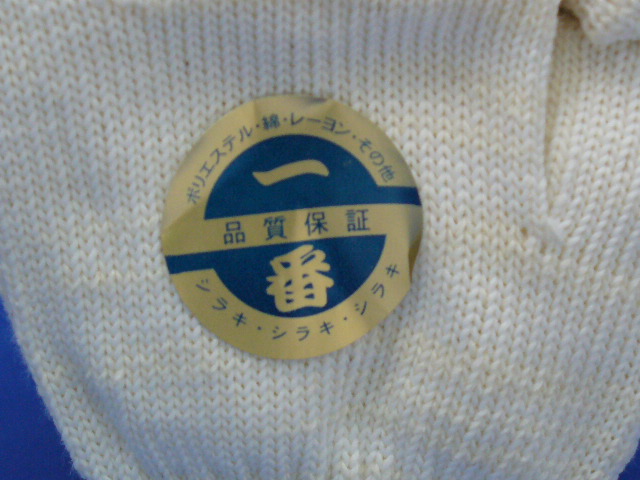 ポリエステル・綿・レーヨン・その他
一
品質保証
番
シラキ・シラキ・シラキ